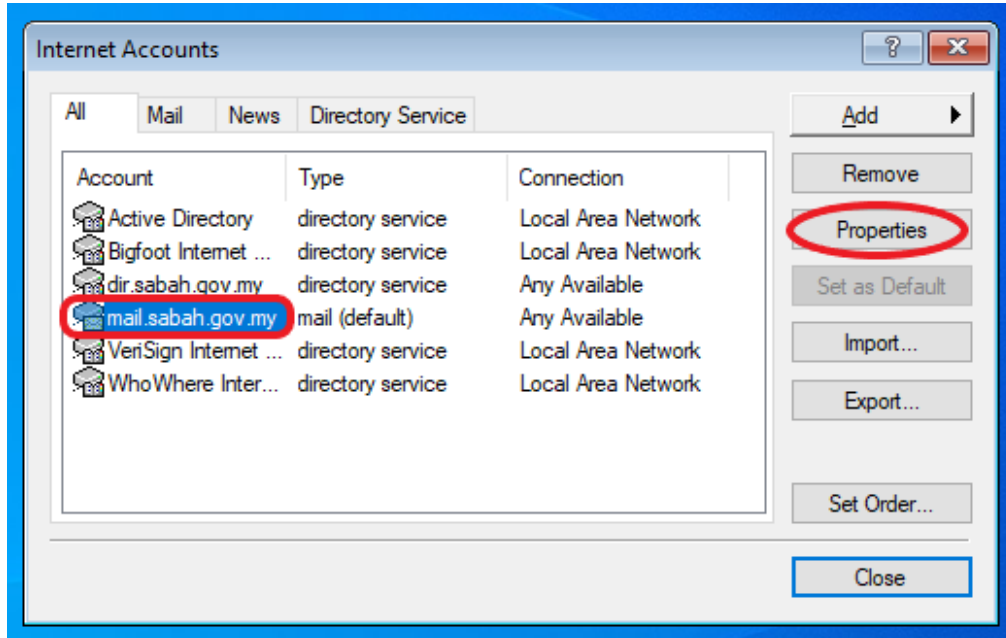 Internet Accounts
All Mail News Directory Service
Add
Remove
Properties
Set as Default
Import...
Export...
Set Order...
Close
Account Type Connection
Active Directory directory service Local Area Network
Bigfoot Internet ... directory service Local Area Network
dir.sabah.gov.my directory service Any Available
mail.sabah.gov.my mail (default) Any Available
VeriSign Internet ... directory service Local Area Network
WhoWhere Inter... directory service Local Area Network